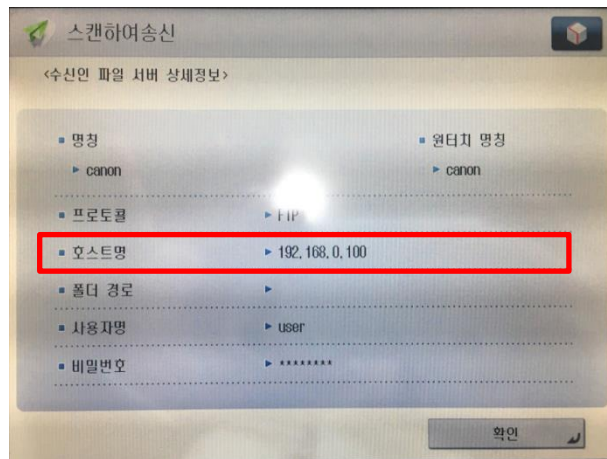 스캔하여송신
<수신인 파일 서버 상세정보>
명칭 원터치 명칭
canon canon
프로토콜 FTP
호스트명 192.168.0.100
폴더 경로
사용자명 user
비밀번호 ********
확인